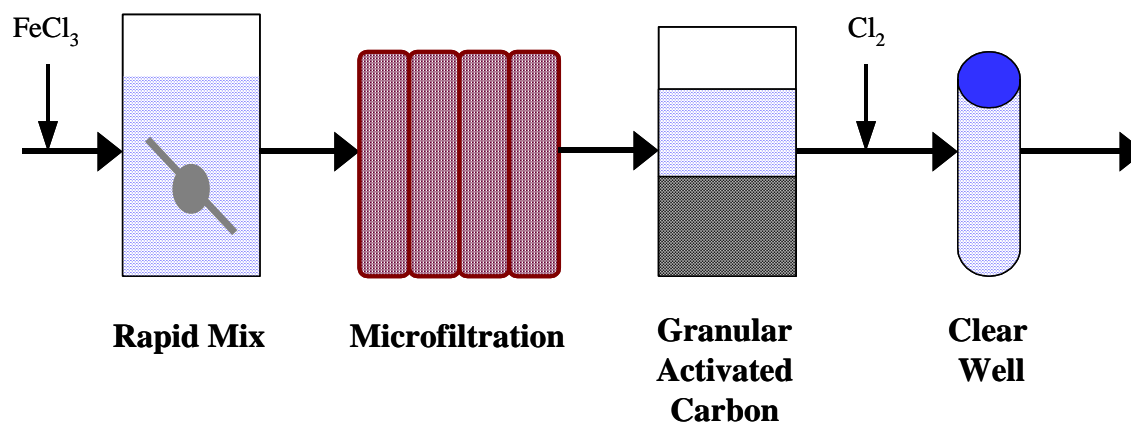 FeCl₃
Cl₂
Rapid Mix
Microfiltration
Granular
Activated
Carbon
Clear
Well